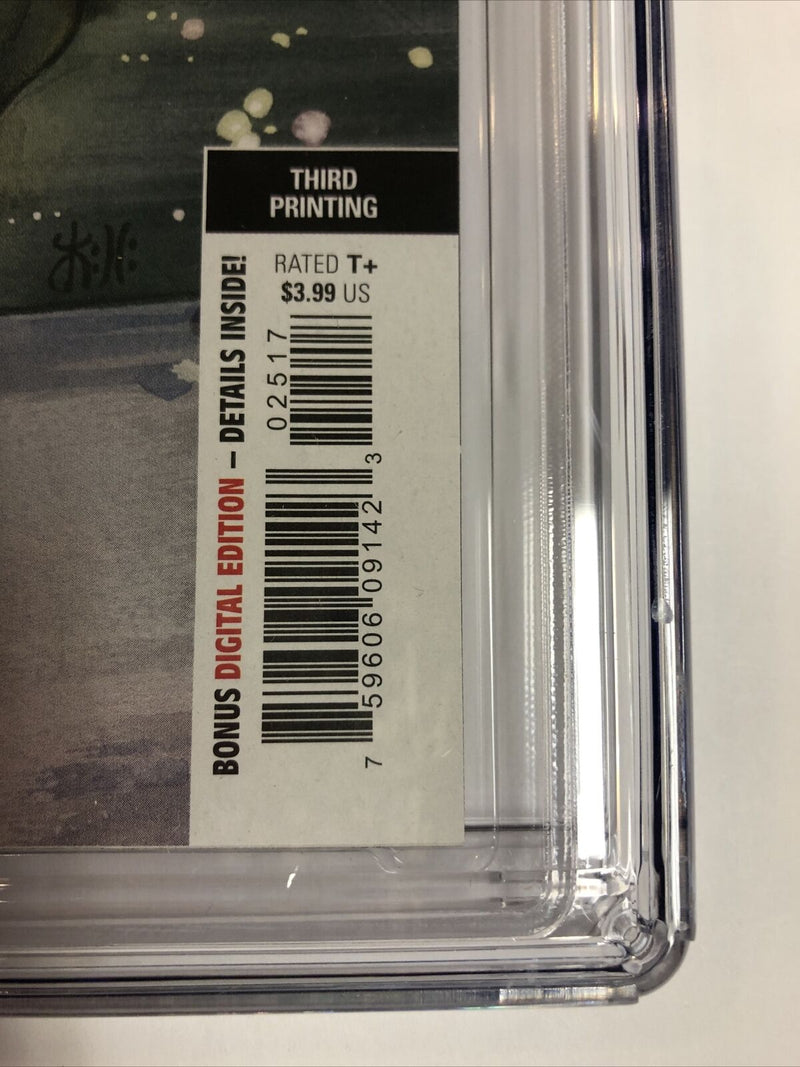 THIRD
PRINTING
RATED T+
$3.99 US
BONUS DIGITAL EDITION – DETAILS INSIDE!
02517
7 59606 09142 3